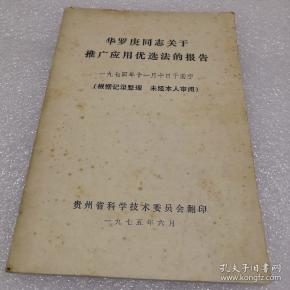 华罗庚同志关于
推广应用优选法的报告
一九七四年十一月十日于南宁
(根据记录整理 未经本人审阅)
贵州省科学技术委员会翻印
一九七五年六月
孔夫子旧书网